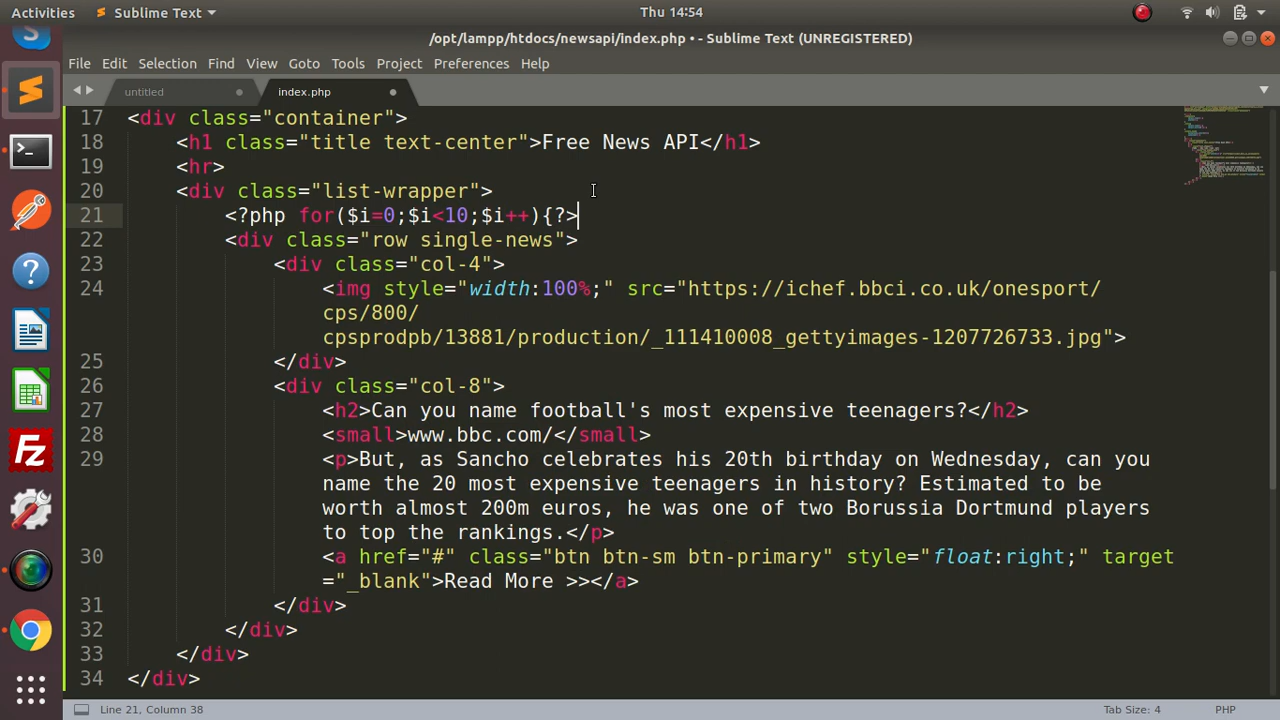 Activities
Sublime Text
Thu 14:54
/opt/lampp/htdocs/newsapi/index.php • - Sublime Text (UNREGISTERED)
File Edit Selection Find View Goto Tools Project Preferences Help
untitled
index.php
17 <div class="container">
18 <h1 class="title text-center">Free News API</h1>
19 <hr>
20 <div class="list-wrapper">
21 <?php for($i=0;$i<10;$i++){?>
22 <div class="row single-news">
23 <div class="col-4">
24 <img style="width:100%;" src="https://ichef.bbci.co.uk/onesport/
cps/800/
cpsprodpb/13881/production/_111410008_gettyimages-1207726733.jpg">
25 </div>
26 <div class="col-8">
27 <h2>Can you name football's most expensive teenagers?</h2>
28 <small>www.bbc.com/</small>
29 <p>But, as Sancho celebrates his 20th birthday on Wednesday, can you
name the 20 most expensive teenagers in history? Estimated to be
worth almost 200m euros, he was one of two Borussia Dortmund players
to top the rankings.</p>
30 <a href="#" class="btn btn-sm btn-primary" style="float:right;" target
="_blank">Read More >></a>
31 </div>
32 </div>
33 </div>
34 </div>
Line 21, Column 38
Tab Size: 4
PHP